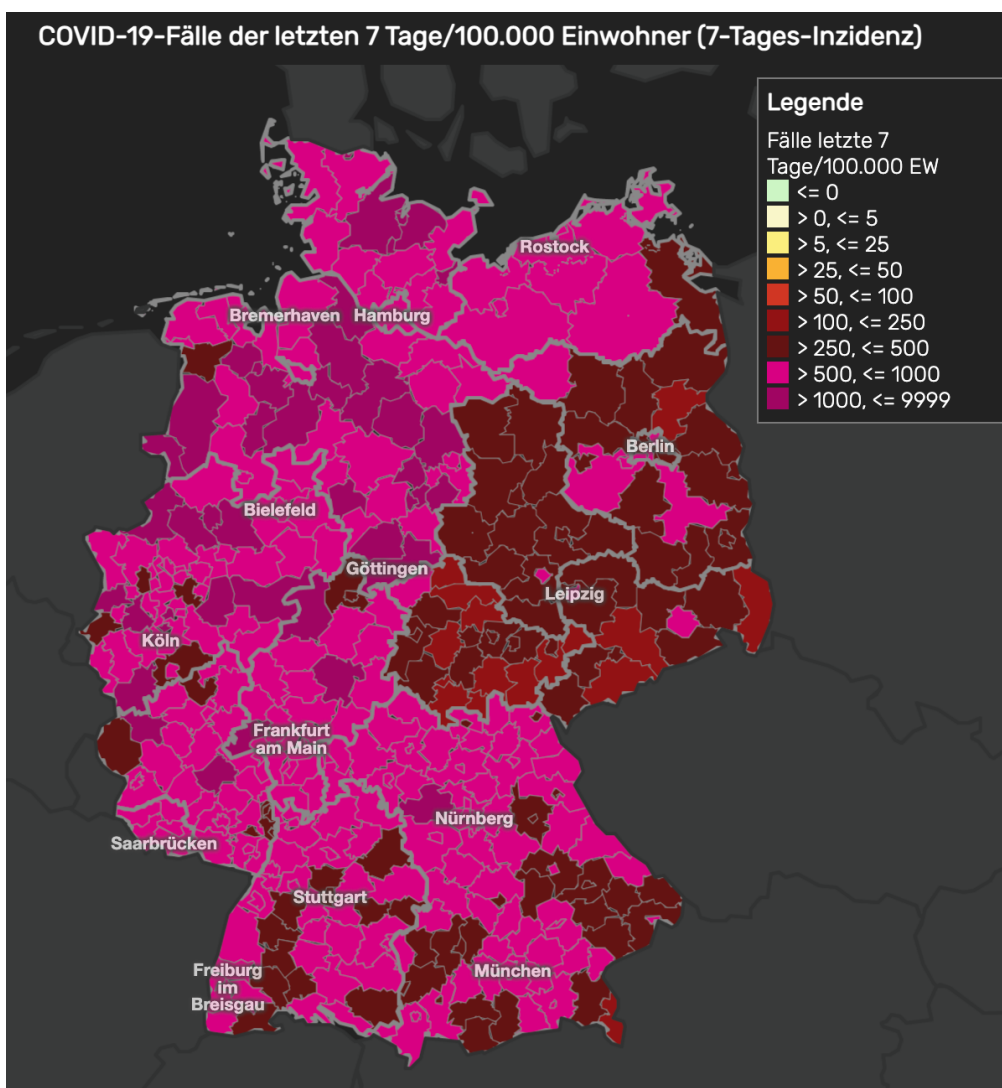 COVID-19-Fälle der letzten 7 Tage/100.000 Einwohner (7-Tages-Inzidenz)
Legende
Fälle letzte 7
Tage/100.000 EW
<= 0
> 0, <= 5
> 5, <= 25
> 25, <= 50
> 50, <= 100
> 100, <= 250
> 250, <= 500
> 500, <= 1000
> 1000, <= 9999
Rostock
Bremerhaven
Hamburg
Berlin
Bielefeld
Göttingen
Leipzig
Köln
Frankfurt
am Main
Nürnberg
Saarbrücken
Stuttgart
Freiburg
im
Breisgau
München